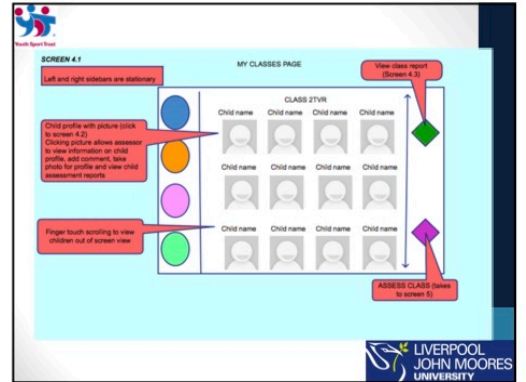 Youth Sport Trust
SCREEN 4.1
MY CLASSES PAGE
Left and right sidebars are stationary
View class report
(Screen 4.3)
CLASS 2TVR
Child name Child name Child name Child name
Child profile with picture (click
to screen 4.2)
Clicking picture allows assessor
to view information on child
profile, add comment, take
photo for profile and view child
assessment reports
Child name Child name Child name Child name
Finger touch scrolling to view
children out of screen view
Child name Child name Child name Child name
ASSESS CLASS (takes
to screen 5)
LIVERPOOL
JOHN MOORES
UNIVERSITY